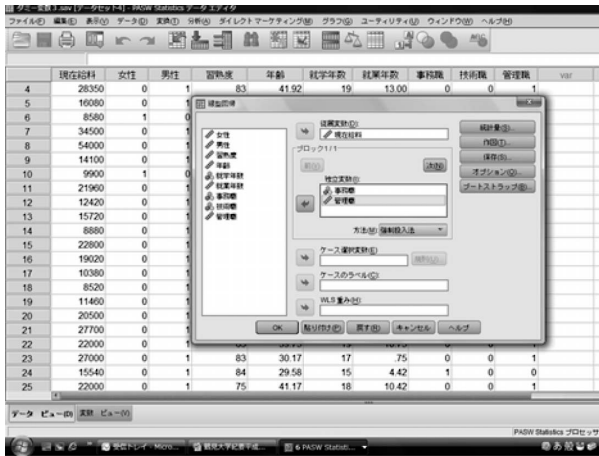 ダミー変数3.sav [データセット4] - PASW Statistics データ エディタ
ファイル(F) 編集(E) 表示(V) データ(D) 変換(T) 分析(A) ダイレクト マーケティング(M) グラフ(G) ユーティリティ(U) ウィンドウ(W) ヘルプ(H)
現在給料 女性 男性 習熟度 年齢 就学年数 就業年数 事務職 技術職 管理職 var
4 28350 0 1 83 41.92 19 13.00 0 0 1
5 16080 0 1
6 8580 1 0
7 34500 0 1
8 54000 0 1
9 14100 0 1
10 9900 1 0
11 21960 0 1
12 12420 0 1
13 15720 0 1
14 8880 0 1
15 22800 0 1
16 19020 0 1
17 10380 0 1
18 8520 0 1
19 11460 0 1
20 20500 0 1
21 27700 0 1
22 22000 0 1
23 27000 0 1 83 30.17 17 .75 0 0 1
24 15540 0 1 84 29.58 15 4.42 1 0 0
25 22000 0 1 75 41.17 18 10.42 0 0 1
線型回帰
女性
男性
習熟度
年齢
就学年数
就業年数
事務職
技術職
管理職
従属変数(D):
現在給料
ブロック1/1
前(V)
次(N)
独立変数(I):
事務職
管理職
方法(M): 強制投入法
ケース選択変数(E):
規則(U)...
ケースのラベル(C):
WLS 重み(H):
統計量(S)...
作図(T)...
保存(S)...
オプション(O)...
ブートストラップ(B)...
OK 貼り付け(P) 戻す(R) キャンセル ヘルプ
データ ビュー(D) 変数 ビュー(V)
PASW Statistics プロセッサ
受信トレイ - Micro...
鶴見大学紀要平成...
6 PASW Statisti...